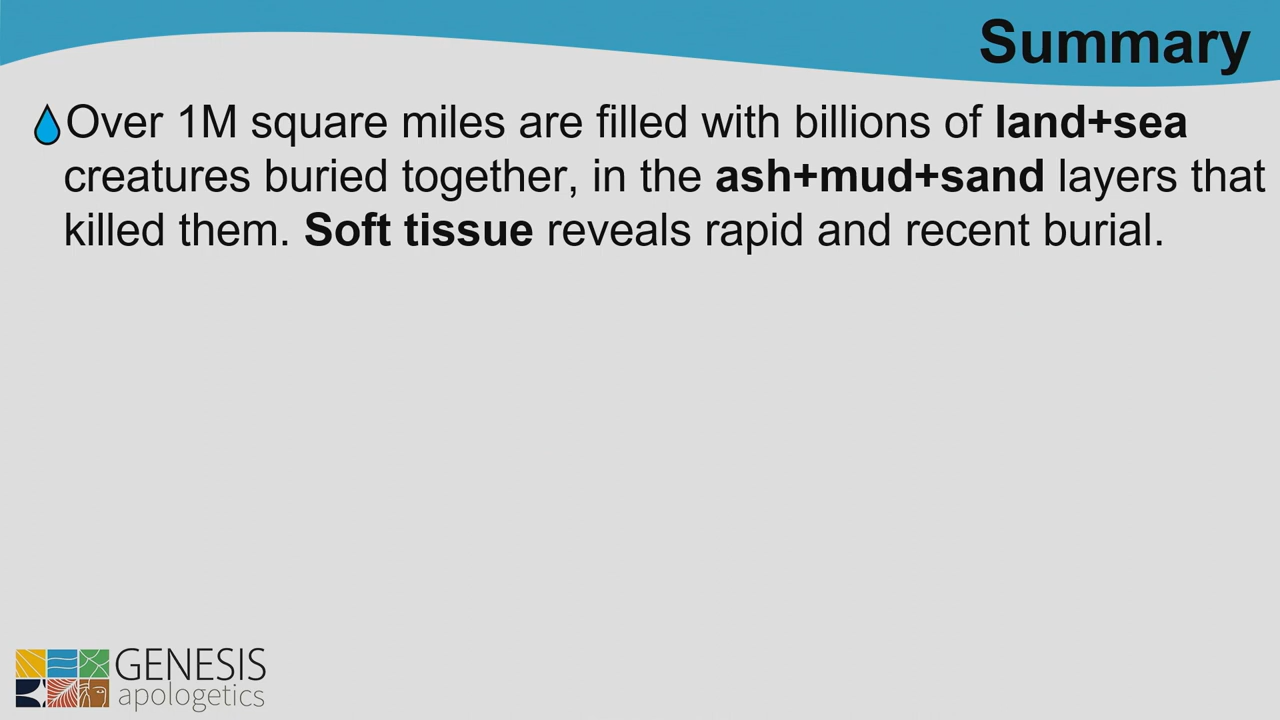 Summary
Over 1M square miles are filled with billions of land+sea
creatures buried together, in the ash+mud+sand layers that
killed them. Soft tissue reveals rapid and recent burial.
GENESIS
apologetics